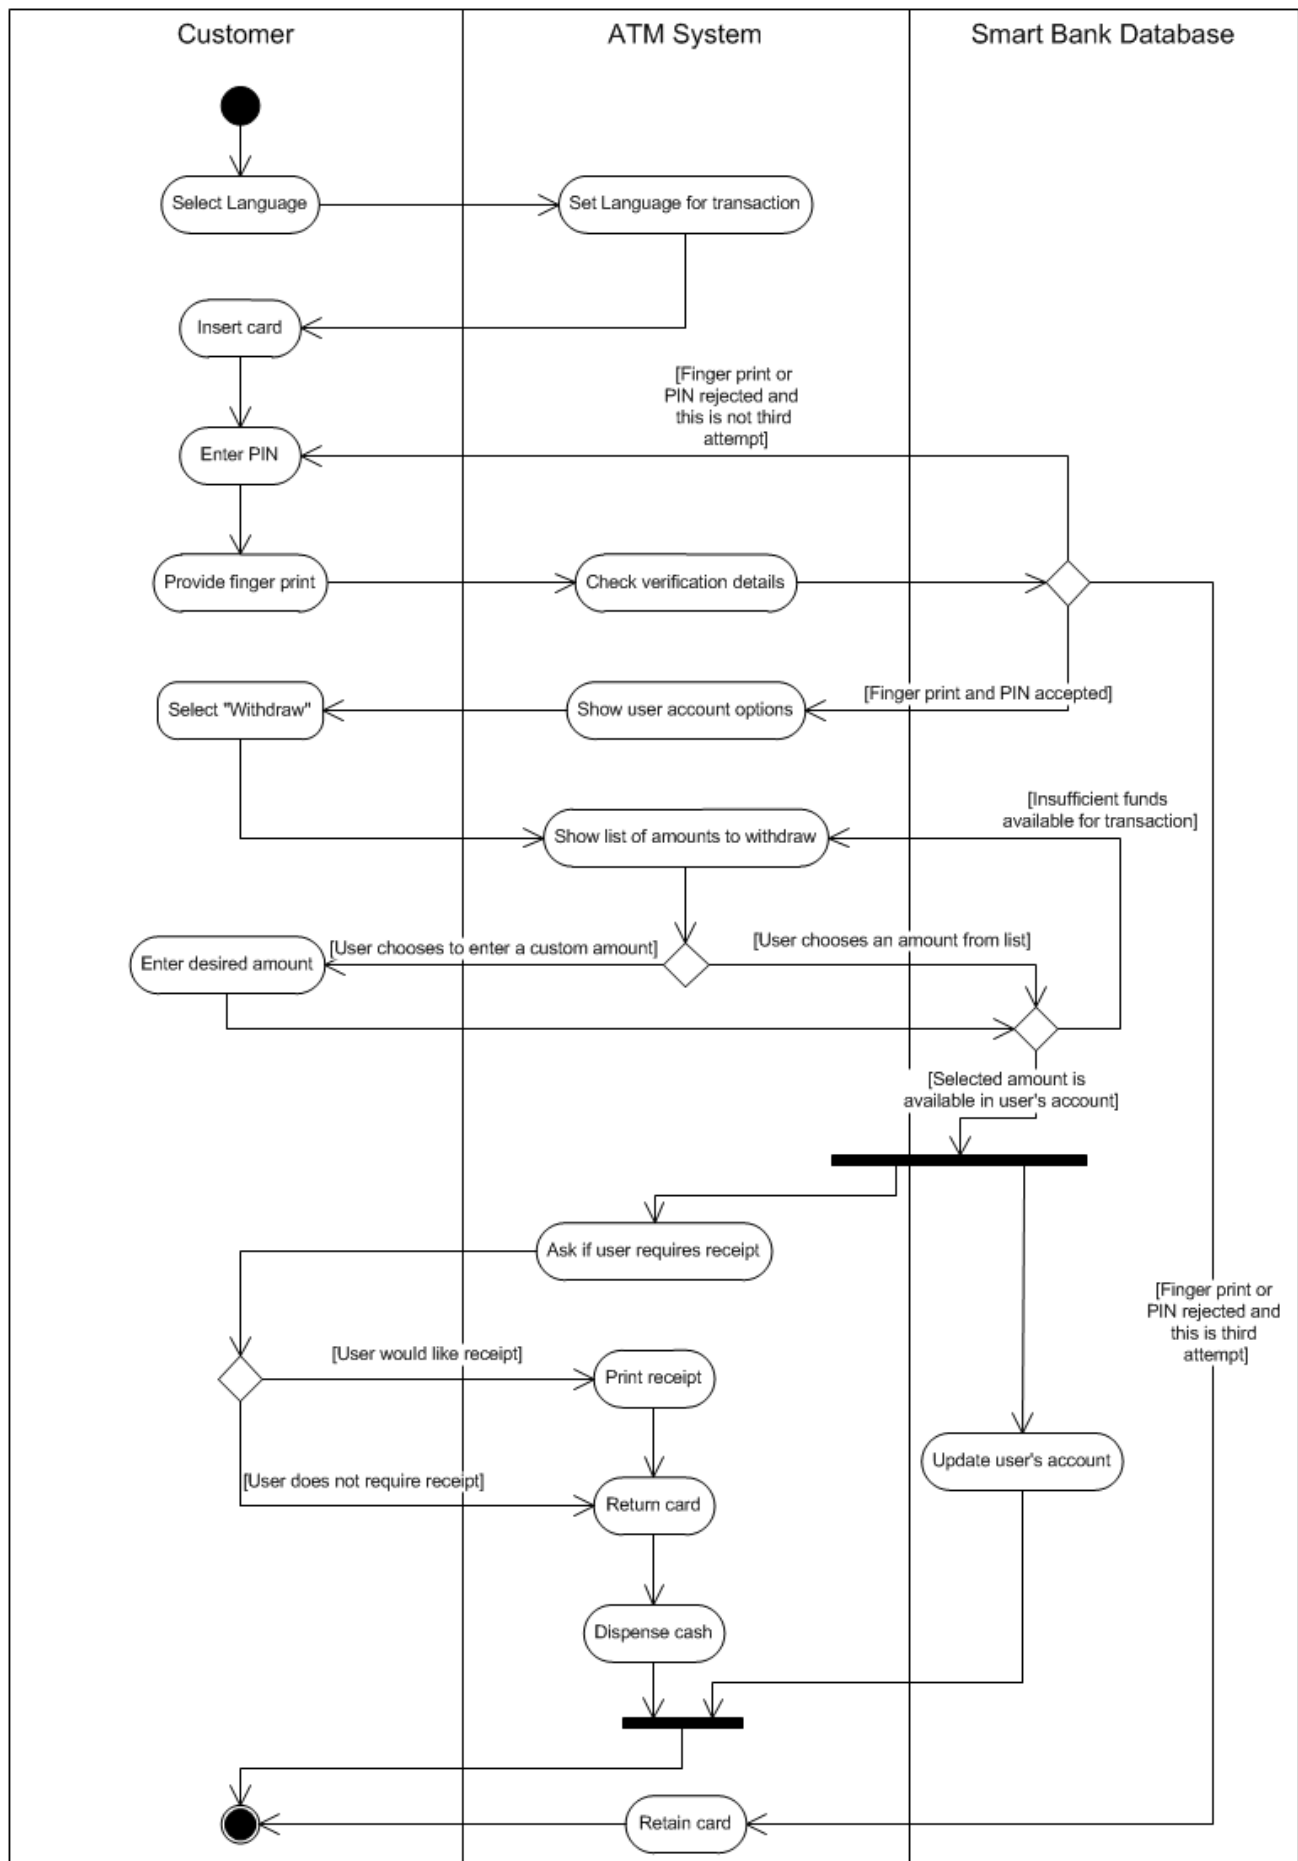 Customer
ATM System
Smart Bank Database
Select Language
Set Language for transaction
Insert card
[Finger print or
PIN rejected and
this is not third
attempt]
Enter PIN
Provide finger print
Check verification details
Select "Withdraw"
Show user account options
[Finger print and PIN accepted]
[Insufficient funds
available for transaction]
Show list of amounts to withdraw
[User chooses to enter a custom amount]
[User chooses an amount from list]
Enter desired amount
[Selected amount is
available in user's account]
Ask if user requires receipt
[Finger print or
PIN rejected and
this is third
attempt]
[User would like receipt]
Print receipt
Update user's account
[User does not require receipt]
Return card
Dispense cash
Retain card